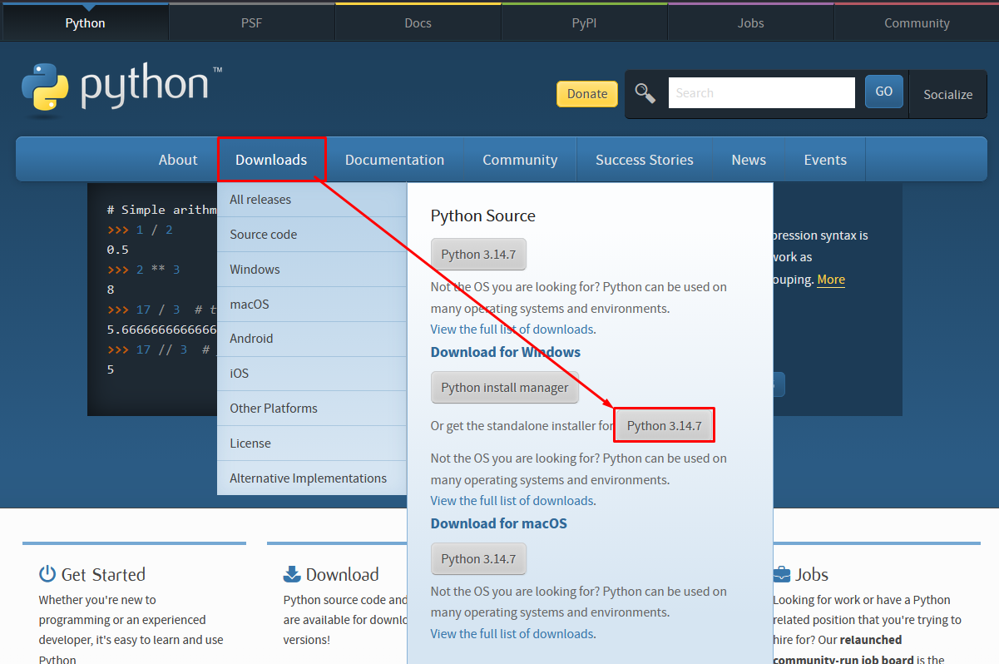 Python
PSF
Docs
PyPI
Jobs
Community
python™
Donate
Search
GO
Socialize
About
Downloads
Documentation
Community
Success Stories
News
Events
# Simple arithm
>>> 1 / 2
0.5
>>> 2 ** 3
8
>>> 17 / 3 # t
5.6666666666666
>>> 17 // 3 #
5
All releases
Source code
Windows
macOS
Android
iOS
Other Platforms
License
Alternative Implementations
Python Source
Python 3.14.7
Not the OS you are looking for? Python can be used on
many operating systems and environments.
View the full list of downloads.
Download for Windows
Python install manager
Or get the standalone installer for
Python 3.14.7
Not the OS you are looking for? Python can be used on
many operating systems and environments.
View the full list of downloads.
Download for macOS
Python 3.14.7
Not the OS you are looking for? Python can be used on
many operating systems and environments.
View the full list of downloads.
pression syntax is
work as
ouping. More
Get Started
Whether you're new to
programming or an experienced
developer, it's easy to learn and use
Python
Download
Python source code and
are available for downlo
versions!
Jobs
Looking for work or have a Python
related position that you're trying to
hire for? Our relaunched
community-run job board is the